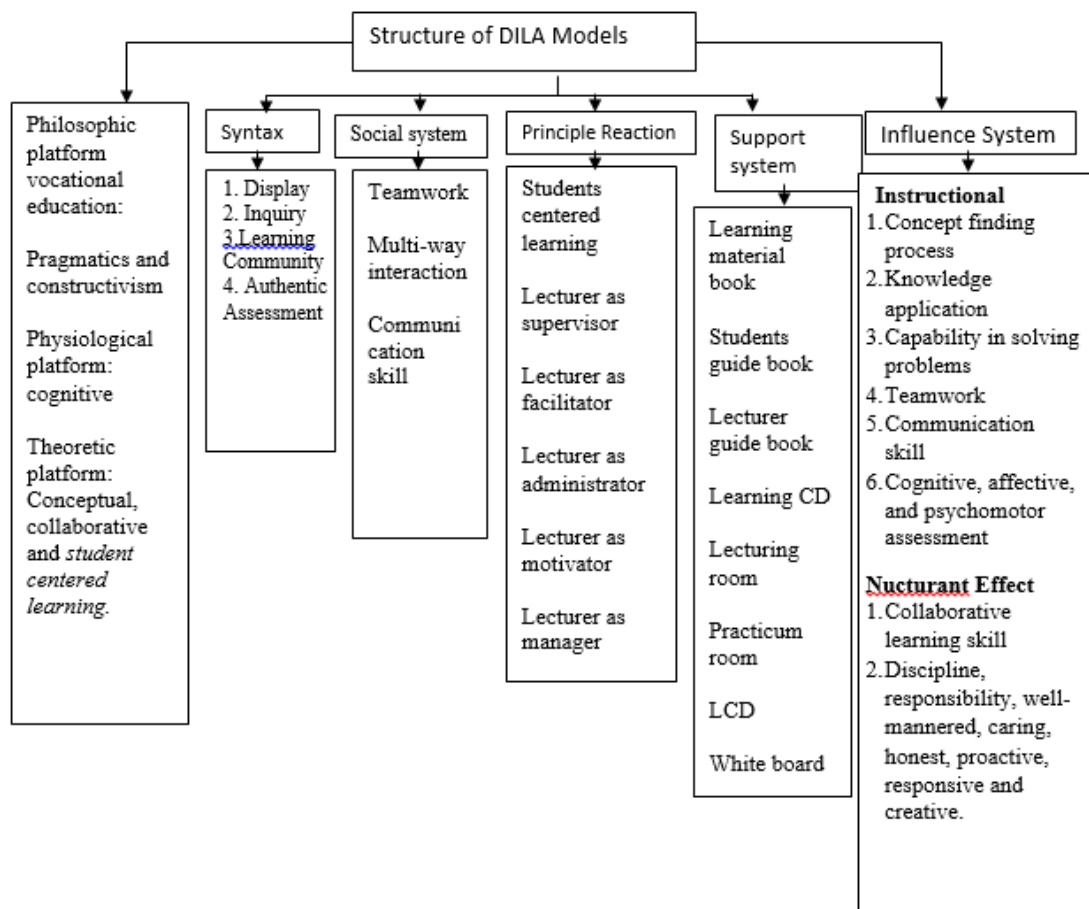 Structure of DILA Models
Philosophic
platform
vocational
education:
Pragmatics and
constructivism
Physiological
platform:
cognitive
Theoretic
platform:
Conceptual,
collaborative
and student
centered
learning.
Syntax
1. Display
2. Inquiry
3.Learning
Community
4. Authentic
Assessment
Social system
Teamwork
Multi-way
interaction
Communi
cation
skill
Principle Reaction
Students
centered
learning
Lecturer as
supervisor
Lecturer as
facilitator
Lecturer as
administrator
Lecturer as
motivator
Lecturer as
manager
Support
system
Learning
material
book
Students
guide book
Lecturer
guide book
Learning CD
Lecturing
room
Practicum
room
LCD
White board
Influence System
Instructional
1.Concept finding
process
2.Knowledge
application
3.Capability in solving
problems
4.Teamwork
5.Communication
skill
6.Cognitive, affective,
and psychomotor
assessment
Nucturant Effect
1.Collaborative
learning skill
2.Discipline,
responsibility, well-
mannered, caring,
honest, proactive,
responsive and
creative.